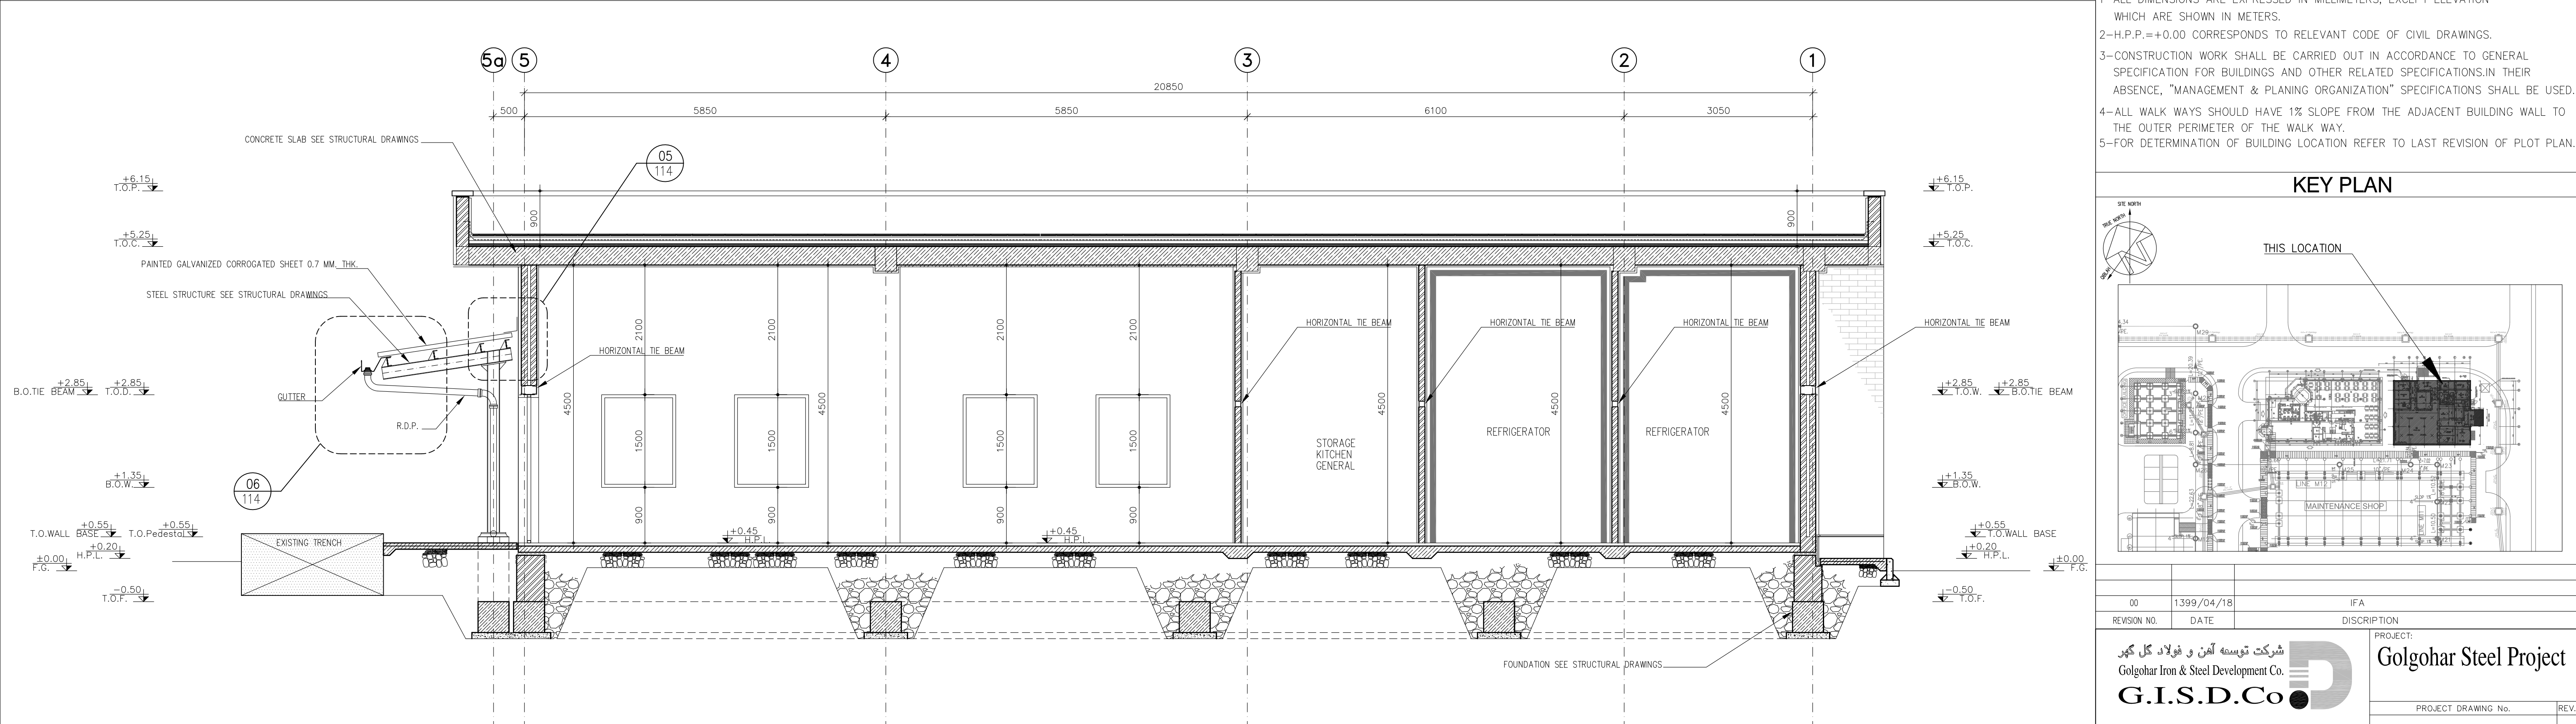 5a
5
4
3
2
1
20850
500
5850
5850
6100
3050
CONCRETE SLAB SEE STRUCTURAL DRAWINGS
05
114
+6.15
T.O.P.
+6.15
T.O.P.
900
900
+5.25
T.O.C.
+5.25
T.O.C.
PAINTED GALVANIZED CORROGATED SHEET 0.7 MM. THK.
STEEL STRUCTURE SEE STRUCTURAL DRAWINGS
HORIZONTAL TIE BEAM
HORIZONTAL TIE BEAM
HORIZONTAL TIE BEAM
HORIZONTAL TIE BEAM
HORIZONTAL TIE BEAM
2100
2100
2100
2100
4500
4500
4500
4500
4500
+2.85
B.O.TIE BEAM
+2.85
T.O.D.
+2.85
T.O.W.
+2.85
B.O.TIE BEAM
GUTTER
R.D.P.
1500
1500
1500
1500
STORAGE
KITCHEN
GENERAL
REFRIGERATOR
REFRIGERATOR
+1.35
B.O.W.
+1.35
B.O.W.
06
114
900
900
900
900
+0.55
T.O.WALL BASE
+0.55
T.O.Pedestal
+0.55
T.O.WALL BASE
EXISTING TRENCH
+0.45
H.P.L.
+0.45
H.P.L.
+0.20
H.P.L.
+0.20
H.P.L.
±0.00
F.G.
±0.00
F.G.
-0.50
T.O.F.
-0.50
T.O.F.
FOUNDATION SEE STRUCTURAL DRAWINGS
1-ALL DIMENSIONS ARE EXPRESSED IN MILLIMETERS, EXCEPT ELEVATION
WHICH ARE SHOWN IN METERS.
2-H.P.P.=+0.00 CORRESPONDS TO RELEVANT CODE OF CIVIL DRAWINGS.
3-CONSTRUCTION WORK SHALL BE CARRIED OUT IN ACCORDANCE TO GENERAL
SPECIFICATION FOR BUILDINGS AND OTHER RELATED SPECIFICATIONS.IN THEIR
ABSENCE, "MANAGEMENT & PLANING ORGANIZATION" SPECIFICATIONS SHALL BE USED.
4-ALL WALK WAYS SHOULD HAVE 1% SLOPE FROM THE ADJACENT BUILDING WALL TO
THE OUTER PERIMETER OF THE WALK WAY.
5-FOR DETERMINATION OF BUILDING LOCATION REFER TO LAST REVISION OF PLOT PLAN.
KEY PLAN
SITE NORTH
TRUE NORTH
QIBLAH
THIS LOCATION
LINE M12
MAINTENANCE SHOP
00
1399/04/18
IFA
REVISION NO.
DATE
DISCRIPTION
شرکت توسعه آهن و فولاد گل گهر
Golgohar Iron & Steel Development Co.
G.I.S.D.Co
PROJECT:
Golgohar Steel Project
PROJECT DRAWING No.
REV.